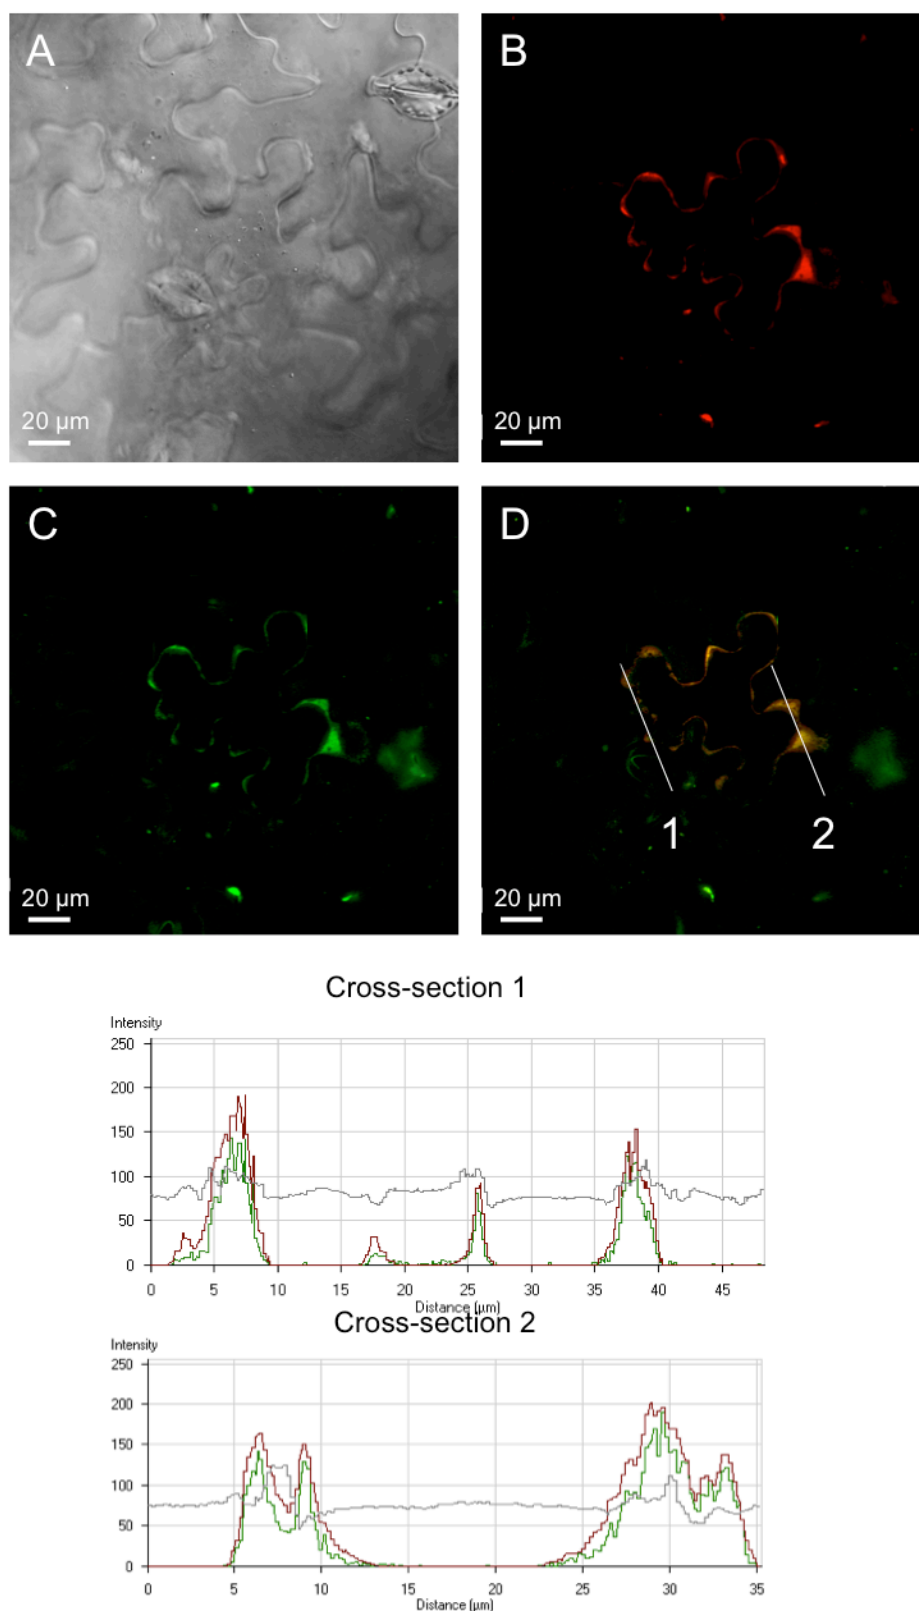 A
B
20 µm
20 µm
C
D
1
2
20 µm
20 µm
Cross-section 1
Intensity
250
200
150
100
50
0
0 5 10 15 20 25 30 35 40 45
Distance (µm)
Cross-section 2
Intensity
250
200
150
100
50
0
0 5 10 15 20 25 30 35
Distance (µm)